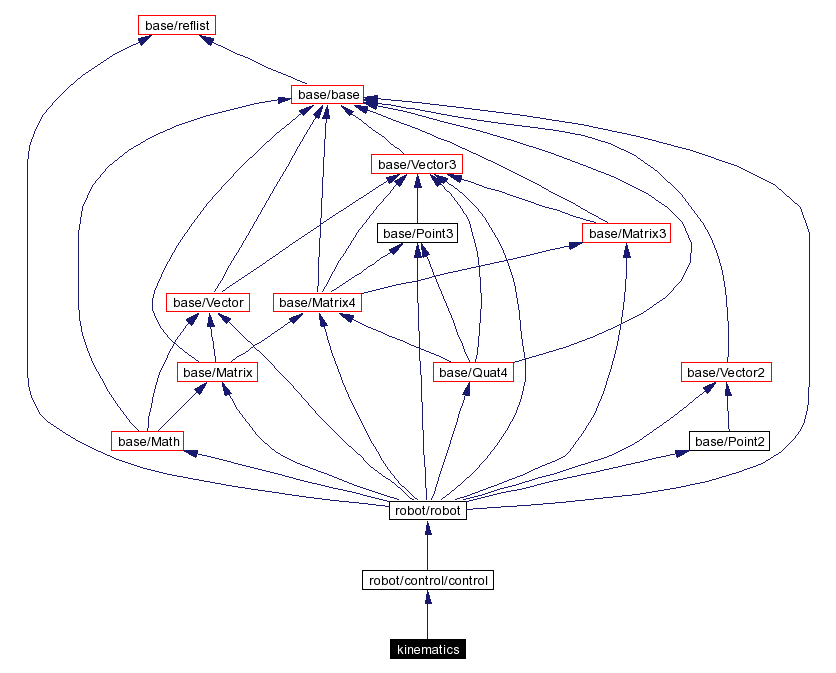 base/reflist
base/base
base/Vector3
base/Point3
base/Matrix3
base/Vector
base/Matrix4
base/Matrix
base/Quat4
base/Vector2
base/Math
base/Point2
robot/robot
robot/control/control
kinematics